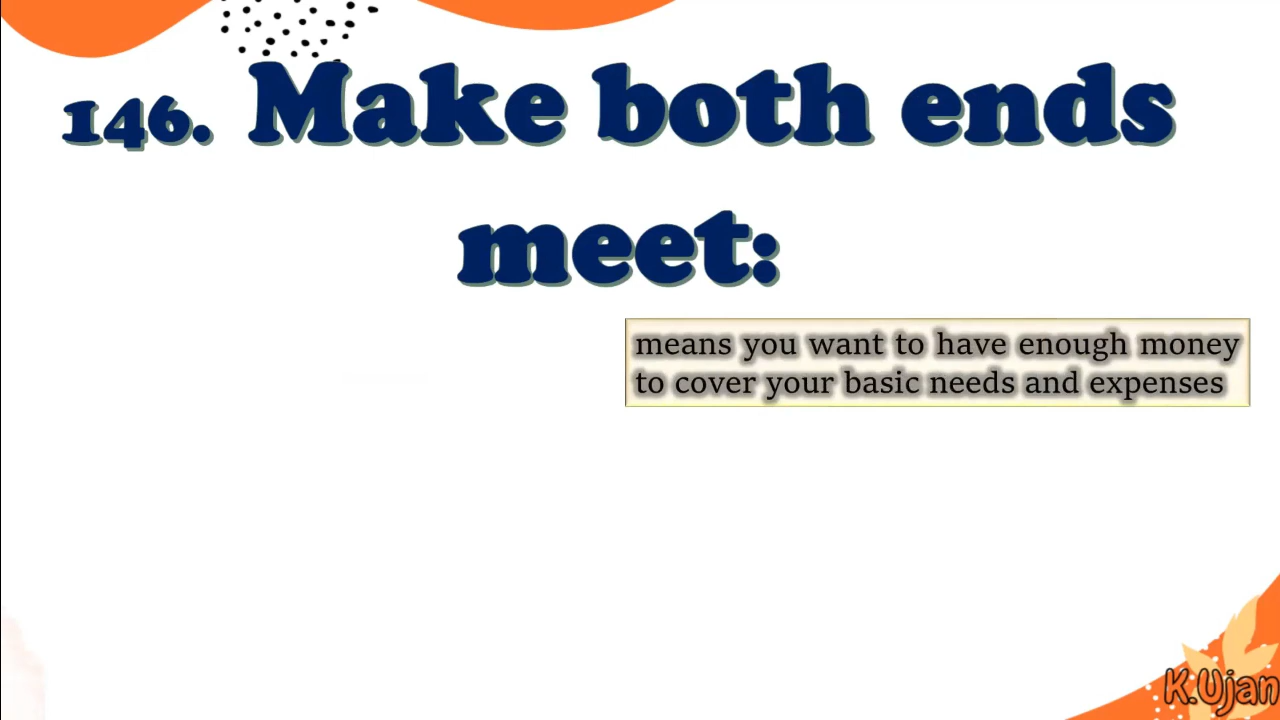 146. Make both ends
meet:
means you want to have enough money
to cover your basic needs and expenses
K.Ujan